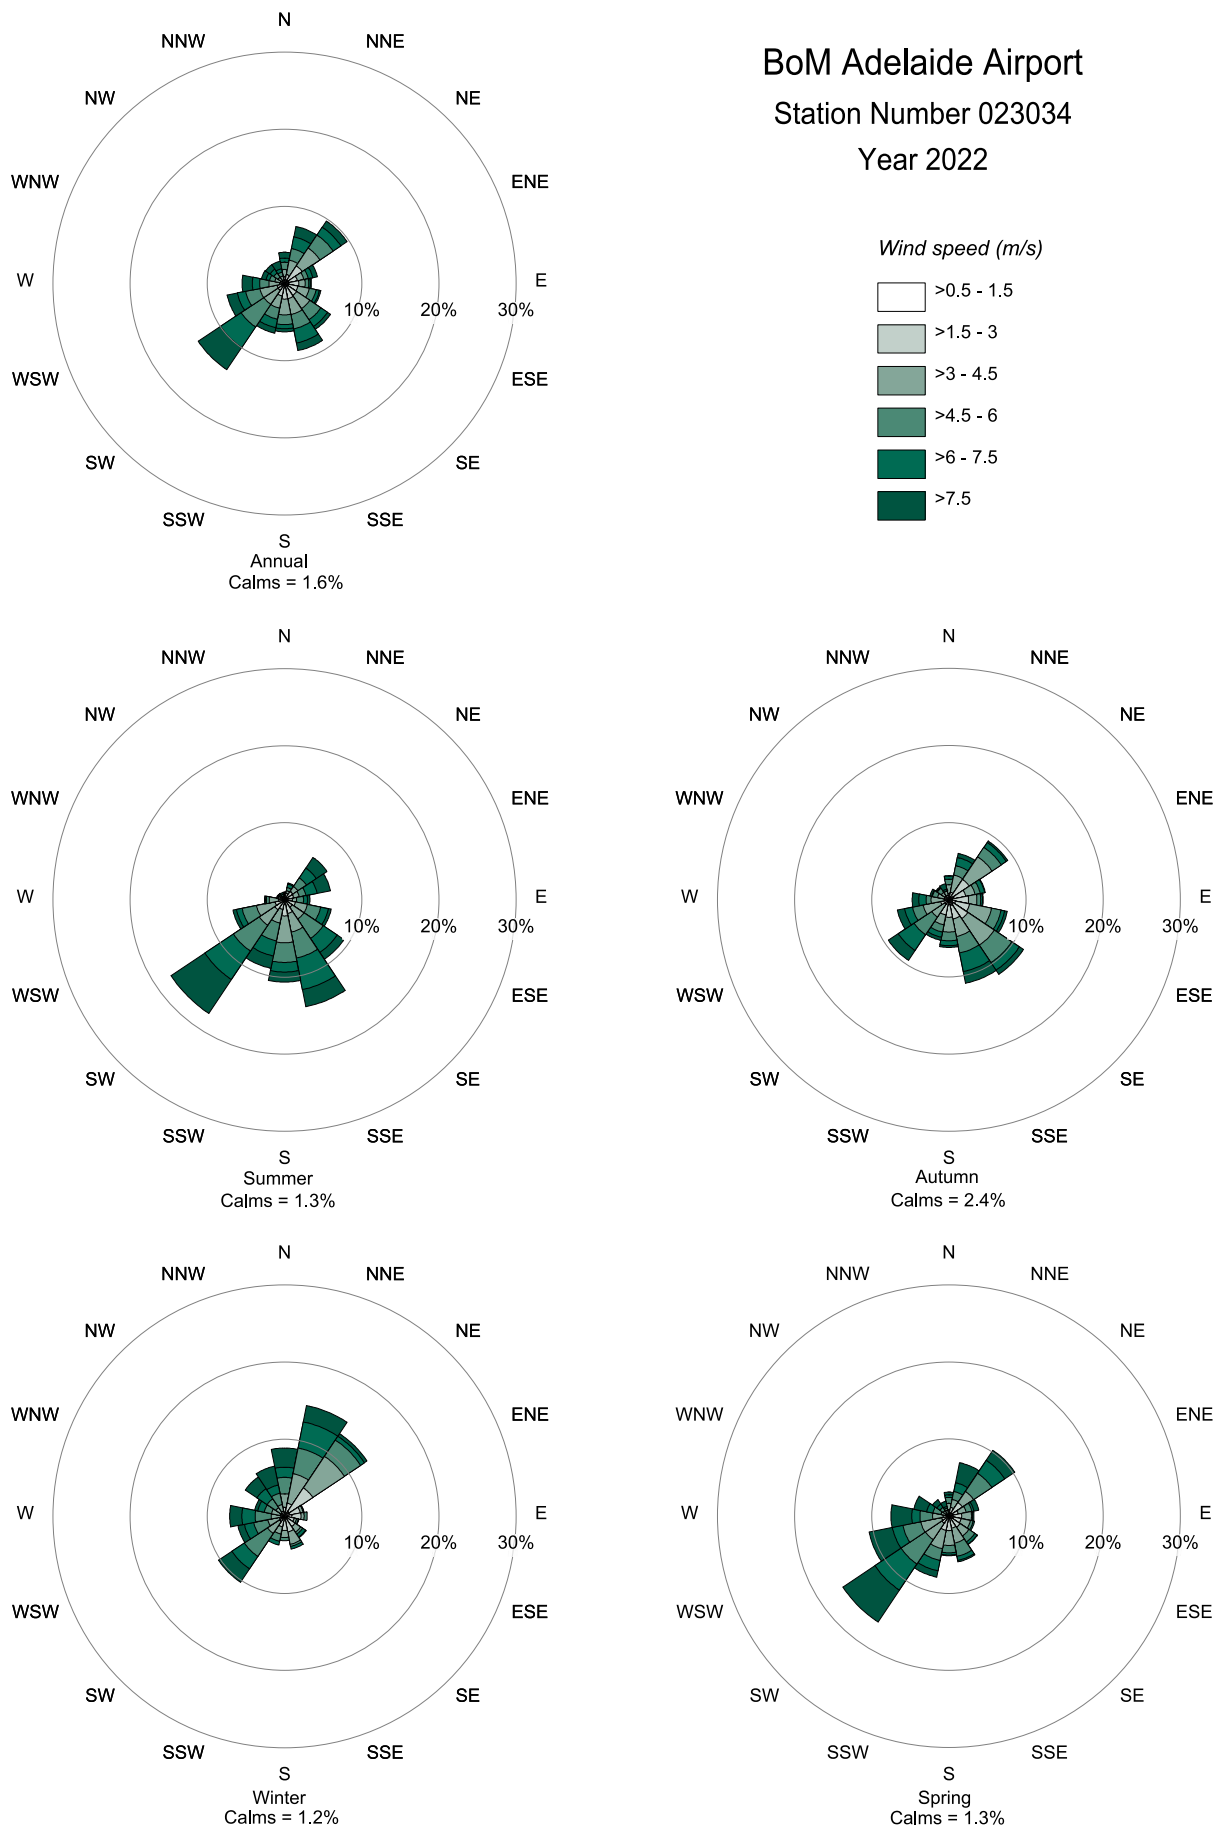 BoM Adelaide Airport
Station Number 023034
Year 2022
Wind speed (m/s)
>0.5 - 1.5
>1.5 - 3
>3 - 4.5
>4.5 - 6
>6 - 7.5
>7.5
N
NNW NNE
NW NE
WNW ENE
W E
10% 20% 30%
WSW ESE
SW SE
SSW SSE
S
Annual
Calms = 1.6%
N
NNW NNE
NW NE
WNW ENE
W E
10% 20% 30%
WSW ESE
SW SE
SSW SSE
S
Summer
Calms = 1.3%
N
NNW NNE
NW NE
WNW ENE
W E
10% 20% 30%
WSW ESE
SW SE
SSW SSE
S
Autumn
Calms = 2.4%
N
NNW NNE
NW NE
WNW ENE
W E
10% 20% 30%
WSW ESE
SW SE
SSW SSE
S
Winter
Calms = 1.2%
N
NNW NNE
NW NE
WNW ENE
W E
10% 20% 30%
WSW ESE
SW SE
SSW SSE
S
Spring
Calms = 1.3%